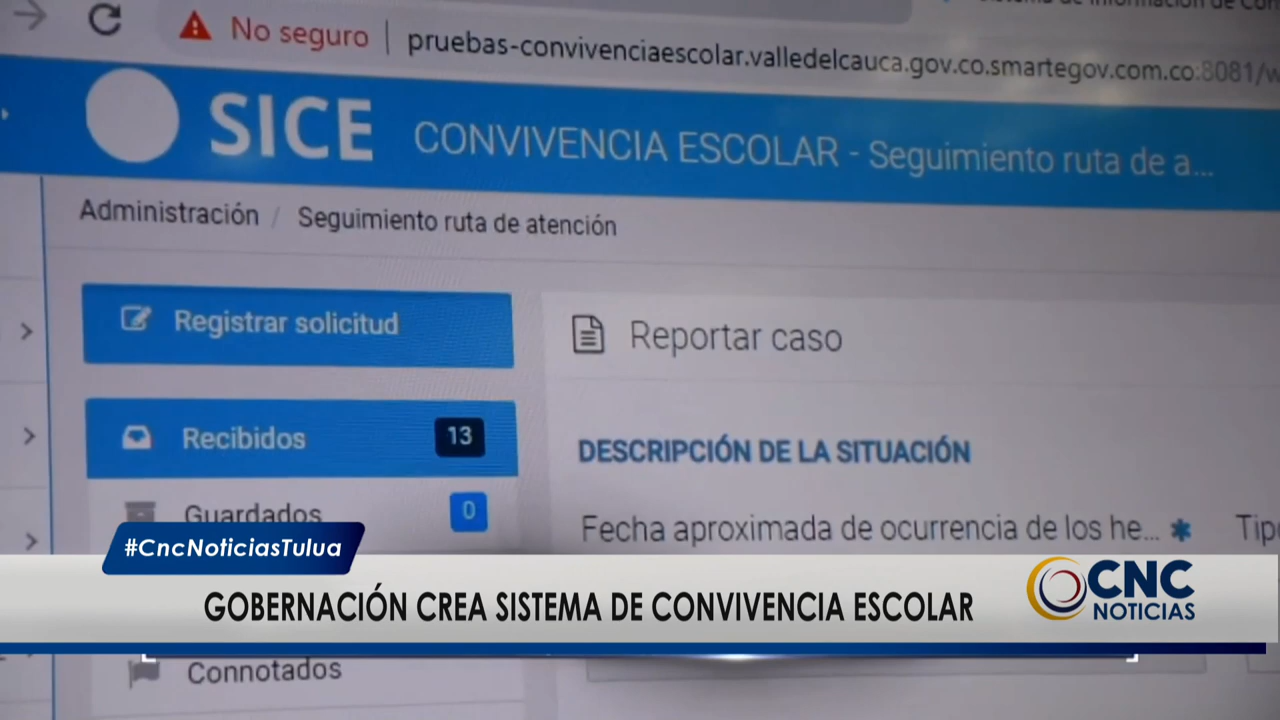 No seguro
pruebas-convivenciaescolar.valledelcauca.gov.co.smartegov.com.co:8081/w
SICE
CONVIVENCIA ESCOLAR - Seguimiento ruta de a...
Administración / Seguimiento ruta de atención
Registrar solicitud
Reportar caso
Recibidos 13
DESCRIPCIÓN DE LA SITUACIÓN
Guardados 0
Fecha aproximada de ocurrencia de los he... *
#CncNoticiasTulua
GOBERNACIÓN CREA SISTEMA DE CONVIVENCIA ESCOLAR
CNC
NOTICIAS
Connotados